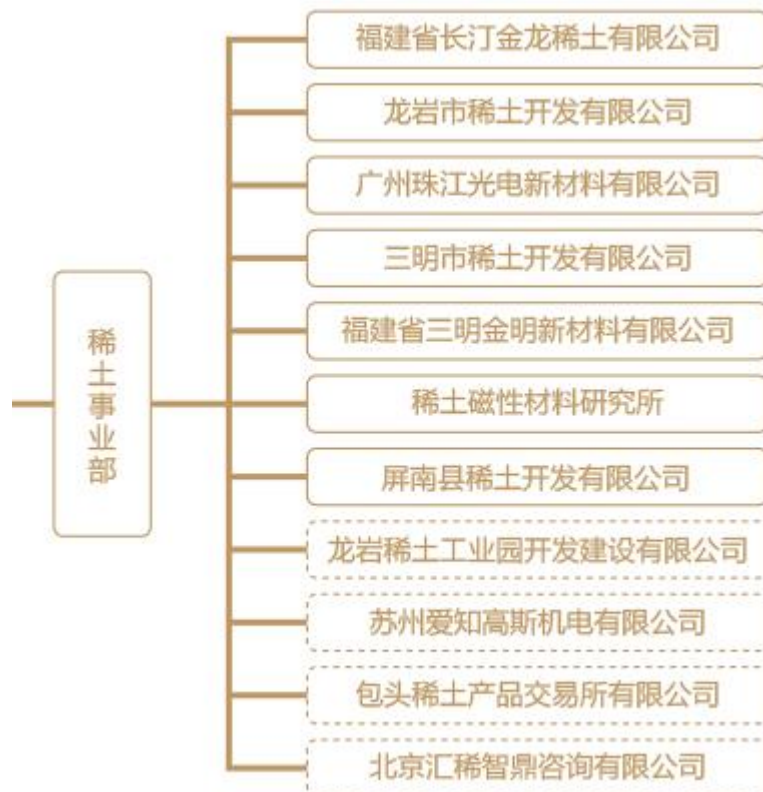 福建省长汀金龙稀土有限公司
龙岩市稀土开发有限公司
广州珠江光电新材料有限公司
三明市稀土开发有限公司
福建省三明金明新材料有限公司
稀土事业部
稀土磁性材料研究所
屏南县稀土开发有限公司
龙岩稀土工业园开发建设有限公司
苏州爱知高斯机电有限公司
包头稀土产品交易所有限公司
北京汇稀智鼎咨询有限公司